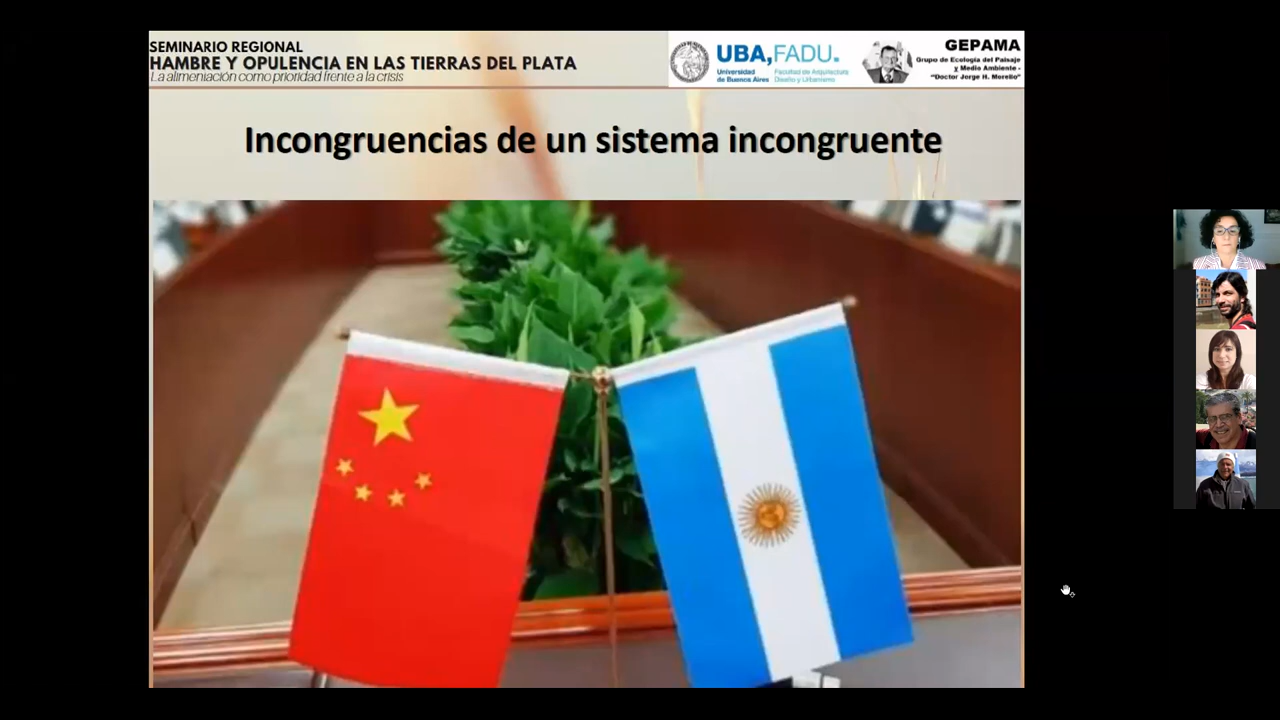 SEMINARIO REGIONAL
HAMBRE Y OPULENCIA EN LAS TIERRAS DEL PLATA
La alimentación como prioridad frente a la crisis
UBA,FADU.
Universidad de Buenos Aires
Facultad de Arquitectura Diseño y Urbanismo
GEPAMA
Grupo de Ecología del Paisaje
y Medio Ambiente -
"Doctor Jorge H. Morello"
Incongruencias de un sistema incongruente